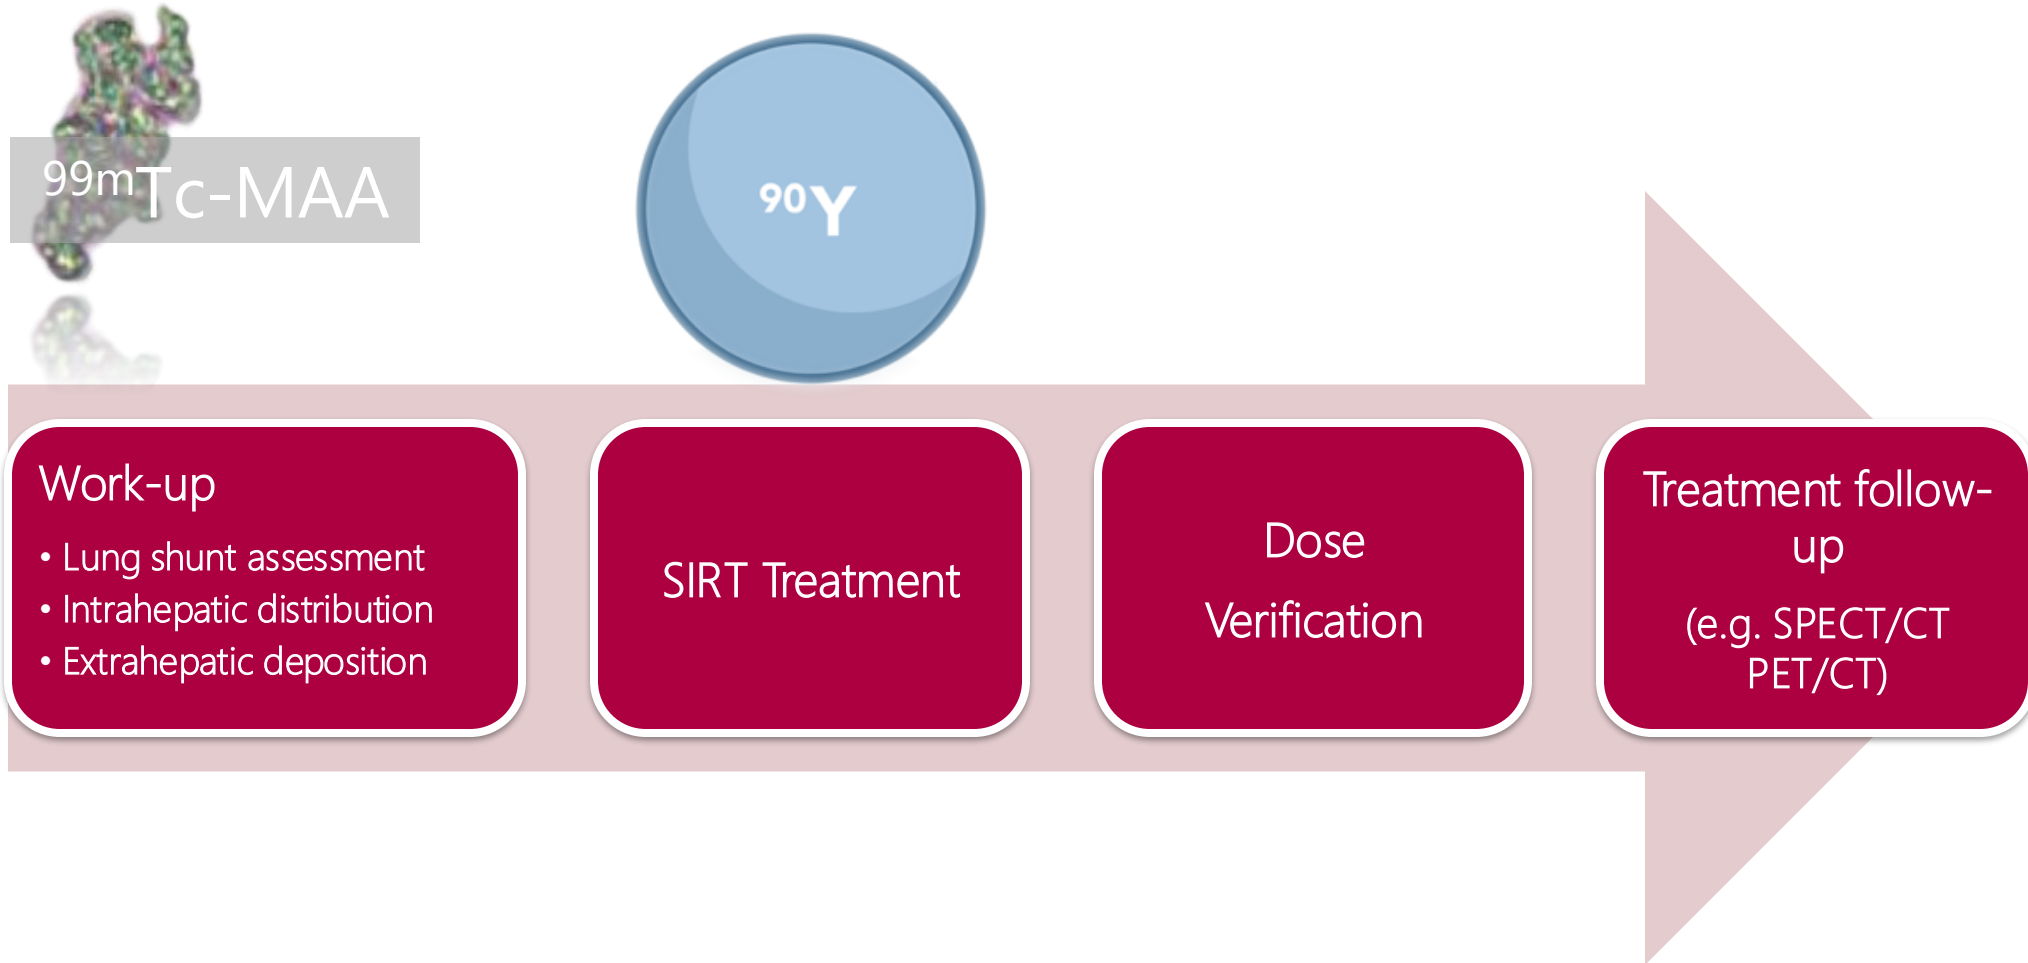 99mTc-MAA
90Y
Work-up
• Lung shunt assessment
• Intrahepatic distribution
• Extrahepatic deposition
SIRT Treatment
Dose
Verification
Treatment follow-
up
(e.g. SPECT/CT
PET/CT)